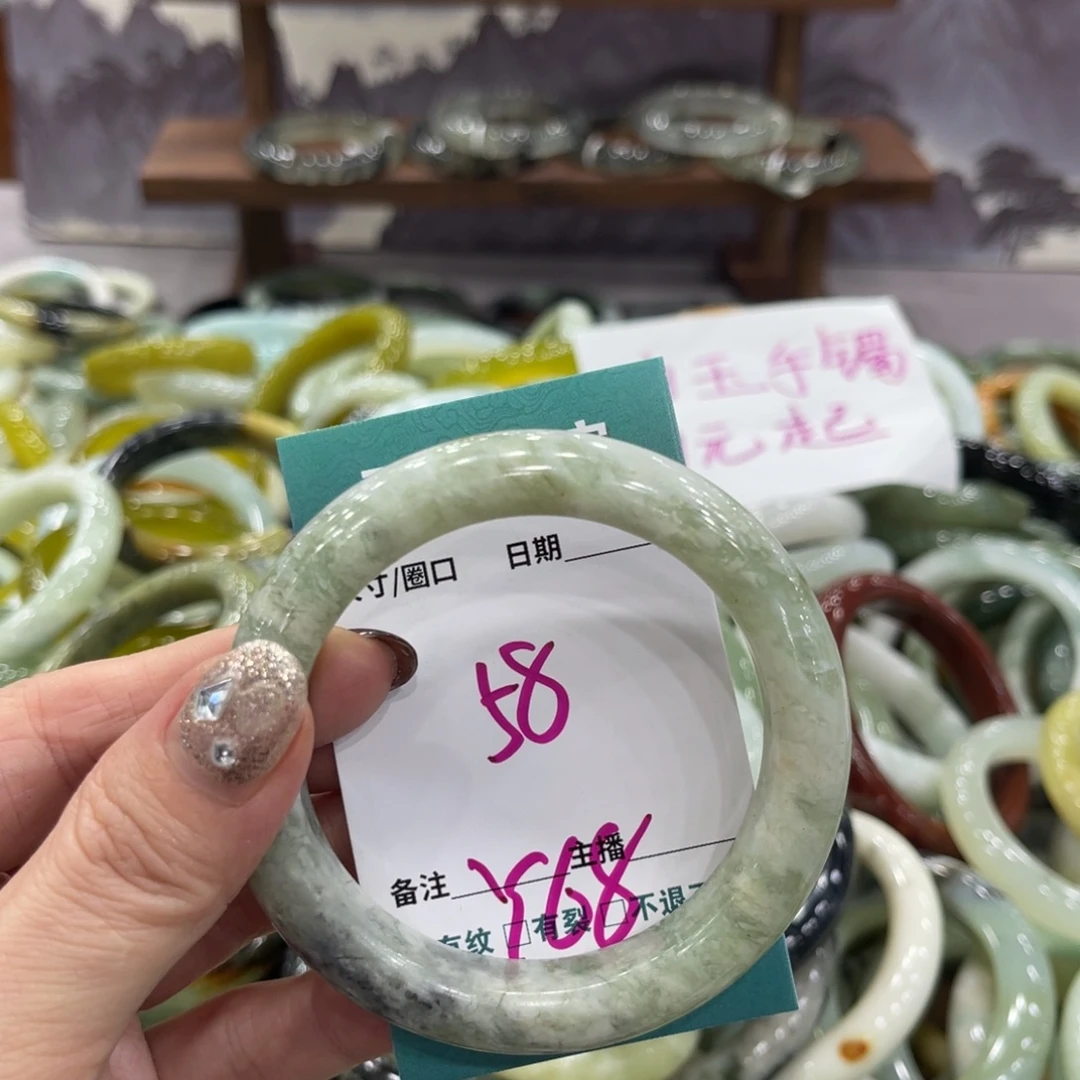 玉手镯
元起
寸/圈口 日期
58
主播
备注
¥68
有纹 □有裂 □不退